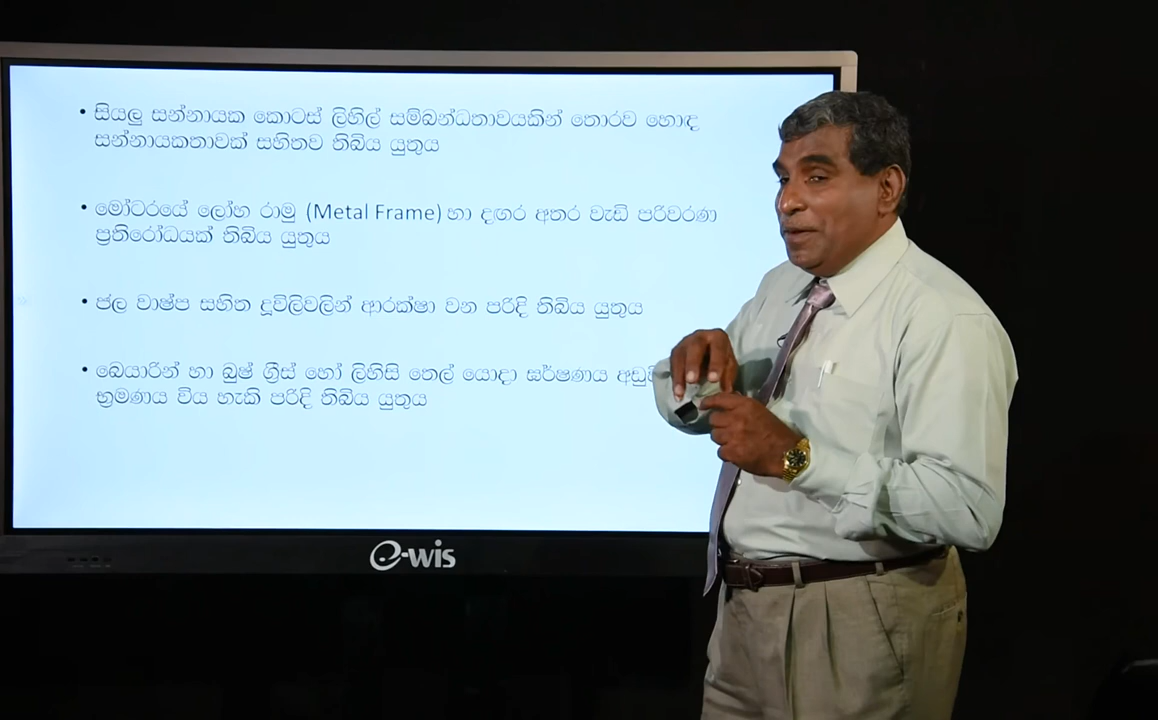 • සියලු සන්නායක කොටස් ලිහිල් සම්බන්ධතාවයකින් තොරව හොඳ
සන්නායකතාවක් සහිතව තිබිය යුතුය
• මෝටරයේ ලෝහ රාමු (Metal Frame) හා දඟර අතර වැඩි පරිවරණ
ප්‍රතිරෝධයක් තිබිය යුතුය
• ජල වාෂ්ප සහිත දූවිලිවලින් ආරක්ෂා වන පරිදි තිබිය යුතුය
• බෙයාරින් හා බුෂ් ග්‍රීස් හෝ ලිහිසි තෙල් යොදා ඝර්ෂණය
භ්‍රමණය විය හැකි පරිදි තිබිය යුතුය
e-wis